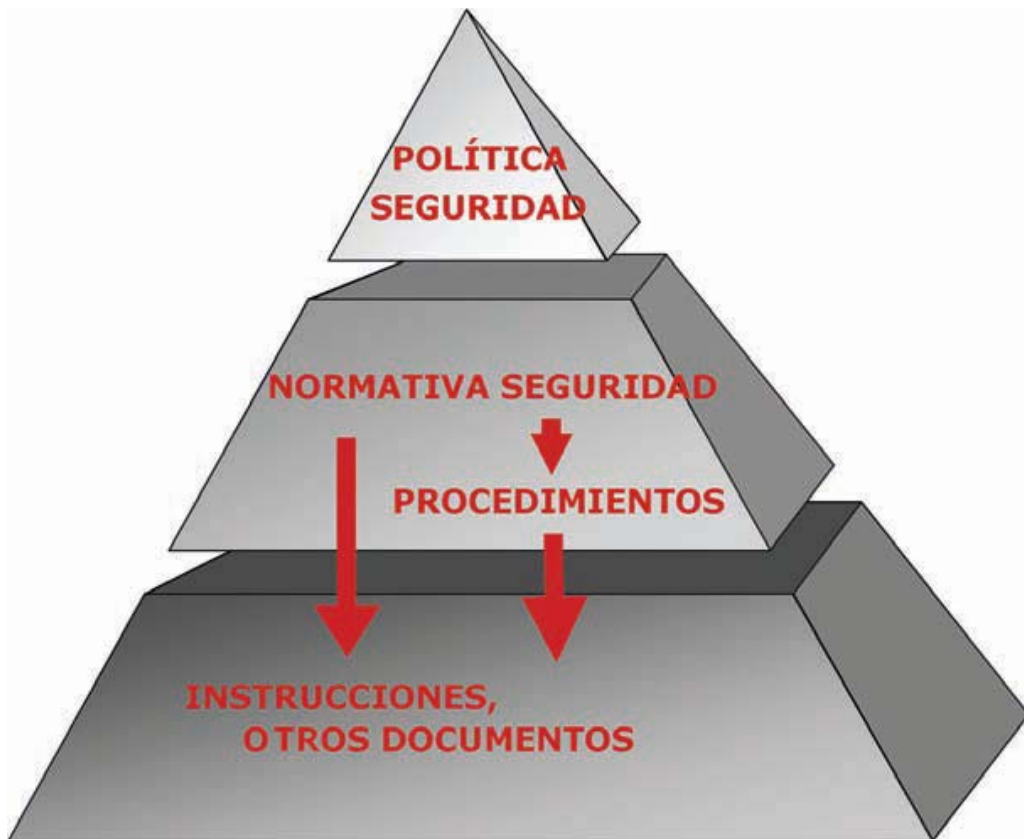 POLÍTICA
SEGURIDAD
NORMATIVA SEGURIDAD
PROCEDIMIENTOS
INSTRUCCIONES,
OTROS DOCUMENTOS